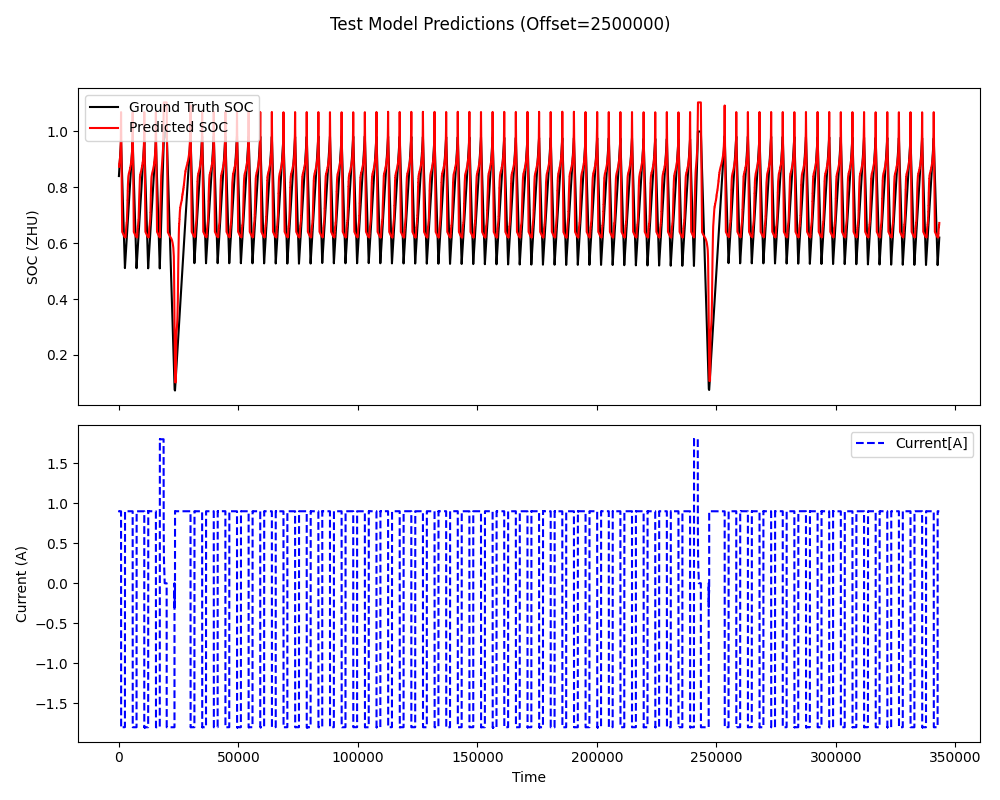 Test Model Predictions (Offset=2500000)
Ground Truth SOC
Predicted SOC
SOC (ZHU)
1.0
0.8
0.6
0.4
0.2
Current[A]
Current (A)
1.5
1.0
0.5
0.0
−0.5
−1.0
−1.5
0 50000 100000 150000 200000 250000 300000 350000
Time